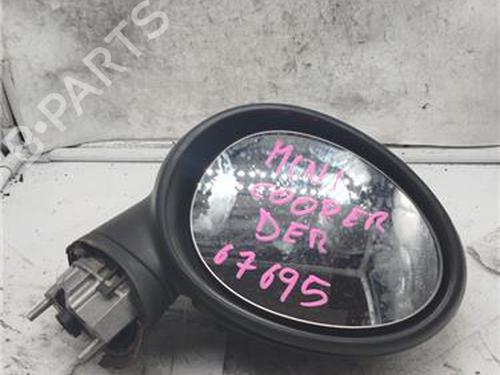 B-PARTS
MINI
COOPER
DER
67695